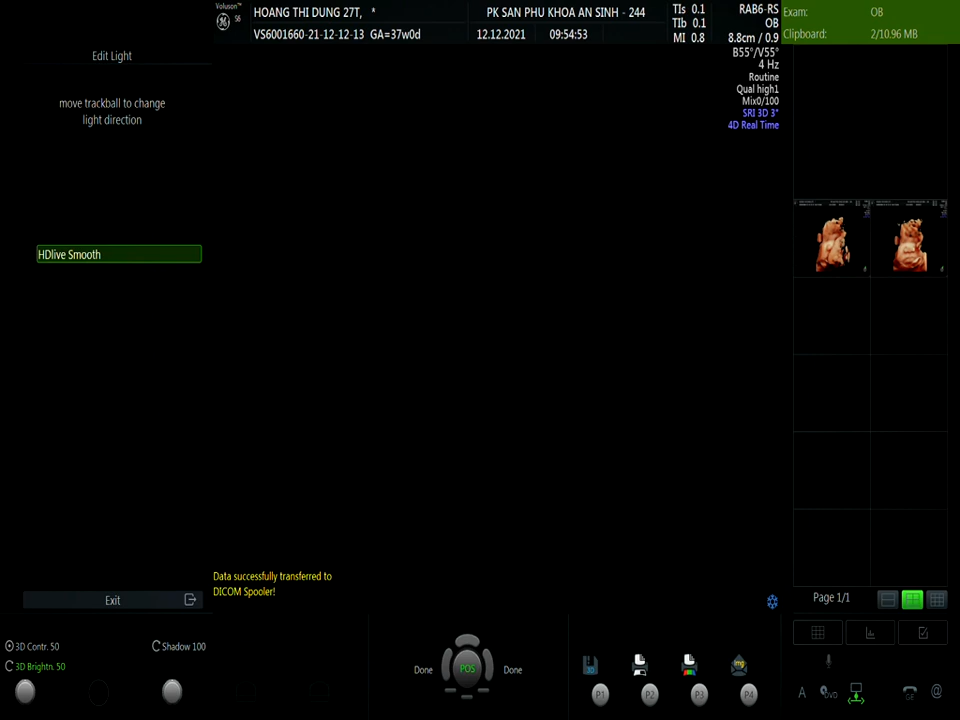 Voluson™
S6
HOANG THI DUNG 27T,   *
PK SAN PHU KHOA AN SINH - 244
TIs 0.1
RAB6-RS
TIb 0.1
OB
VS6001660-21-12-12-13 GA=37w0d
12.12.2021
09:54:53
MI 0.8
8.8cm / 0.9
Exam: OB
Clipboard: 2/10.96 MB
B55°/V55°
4 Hz
Routine
Qual high1
Mix0/100
SRI 3D 3*
4D Real Time
Edit Light
move trackball to change
light direction
HDlive Smooth
Data successfully transferred to
DICOM Spooler!
Exit
Page 1/1
3D Contr. 50
3D Brightn. 50
Shadow 100
Done
POS
Done
3D
Img
P1
P2
P3
P4
A
DVD
@